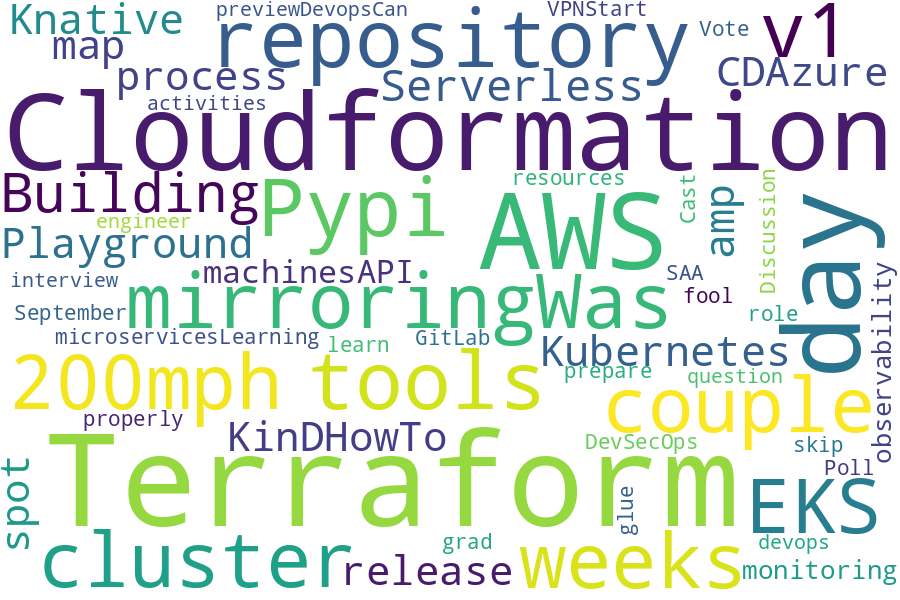 Knative
previewDevopsCan
VPNStart
map
repository
Vote
v1
process
Serverless
CDAzure
activities
Cloudformation
Building
Pypi
resources
Cast
amp
Discussion
day
engineer
AWS
Playground
interview
machinesAPI
SAA
observability
September
mirroringWas
fool
role
microservicesLearning
learn
GitLab
Kubernetes
200mph
tools
prepare
question
couple
properly
KinDHowTo
DevSecOps
skip
Poll
spot
Terraform
glue
EKS
cluster
grad
release
weeks
devops
monitoring